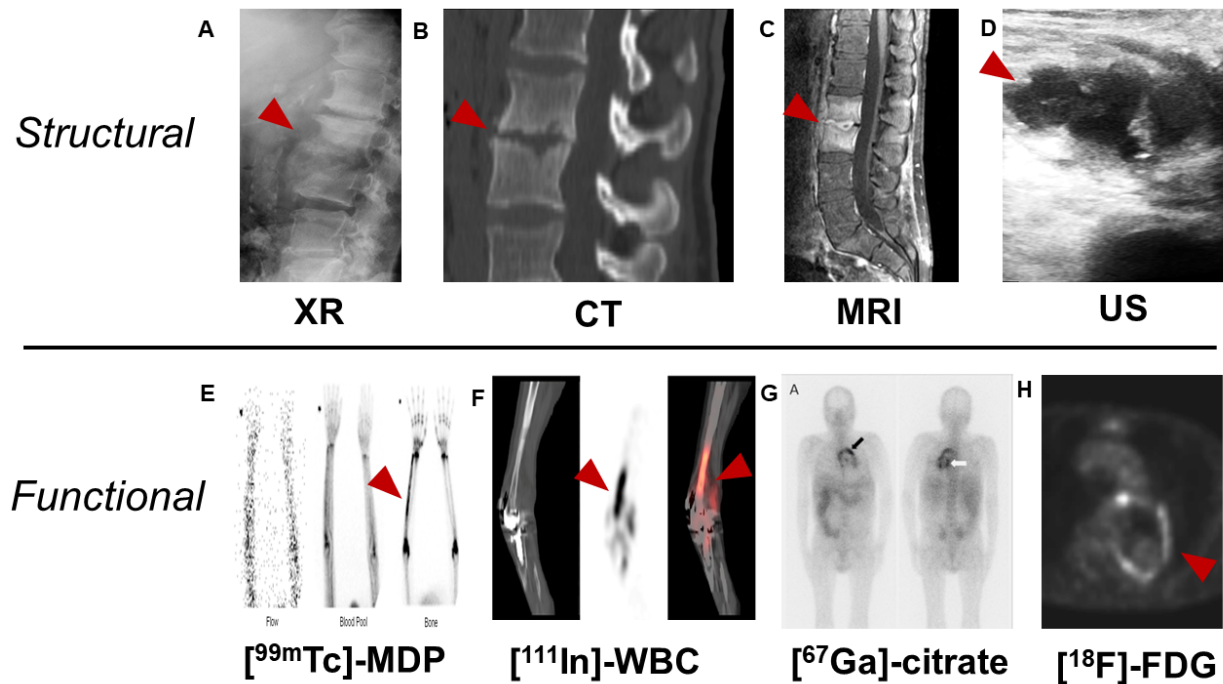 A B C D
Structural
XR CT MRI US
E F G A H
Functional
Flow Blood Pool Bone
[⁹⁹ᵐTc]-MDP [¹¹¹In]-WBC [⁶⁷Ga]-citrate [¹⁸F]-FDG